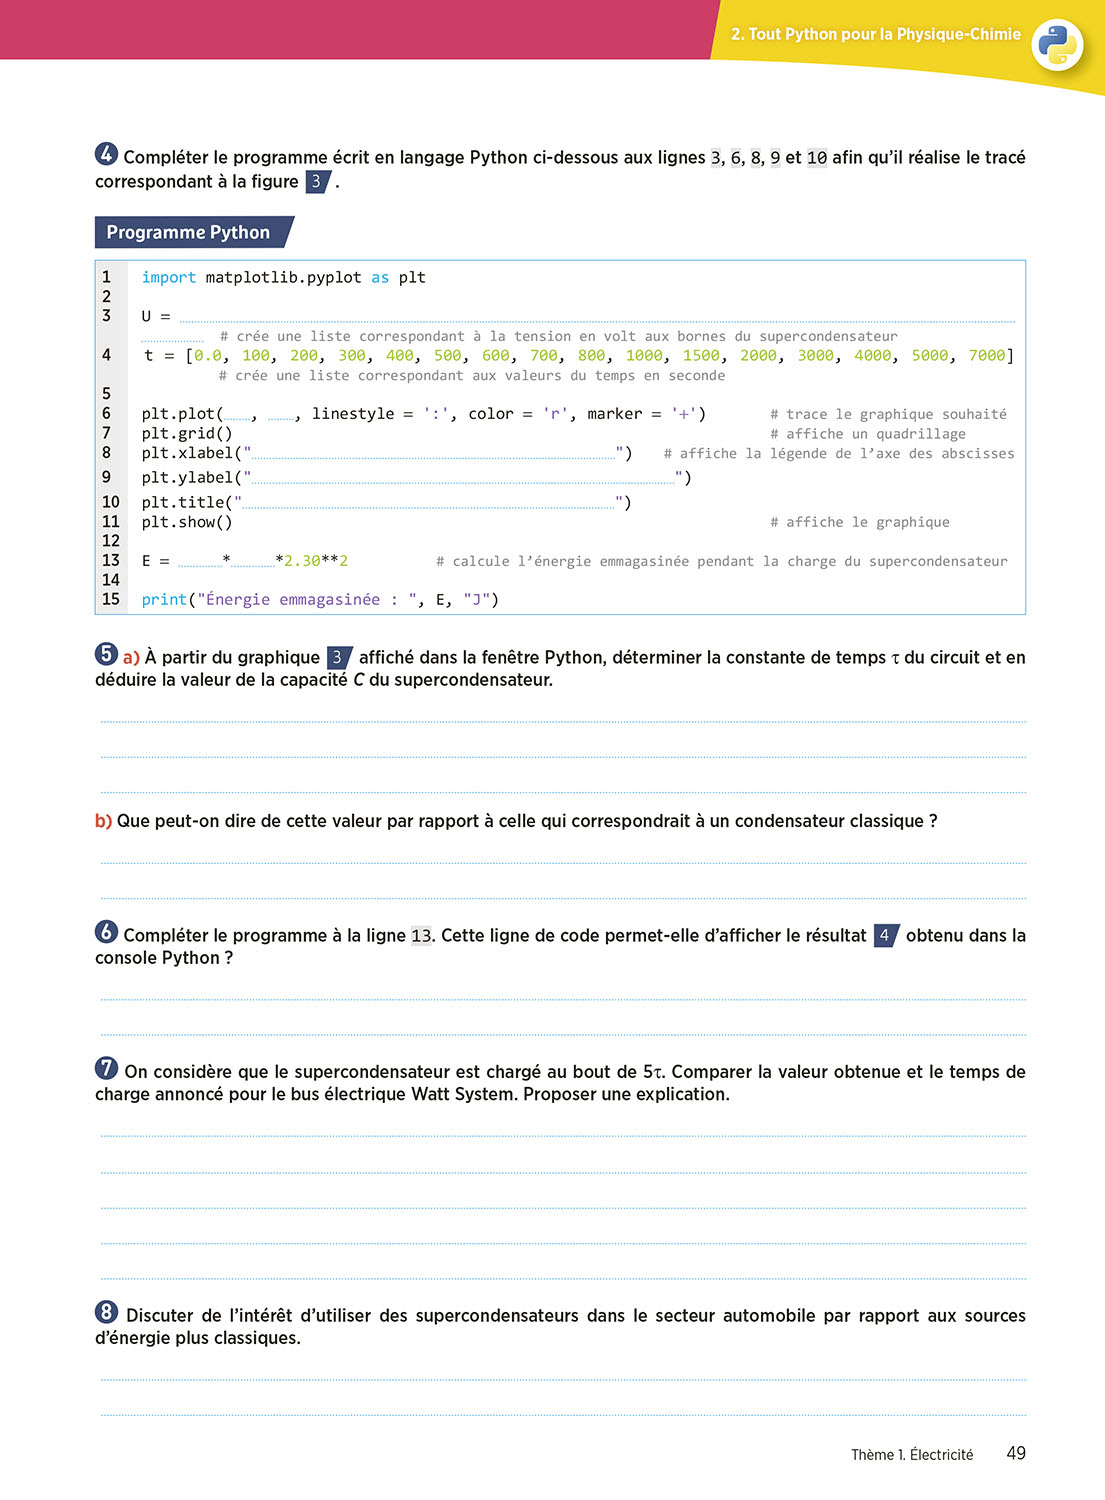 2. Tout Python pour la Physique-Chimie
4 Compléter le programme écrit en langage Python ci-dessous aux lignes 3, 6, 8, 9 et 10 afin qu’il réalise le tracé
correspondant à la figure 3 .
Programme Python
1 import matplotlib.pyplot as plt
2
3 U =
# crée une liste correspondant à la tension en volt aux bornes du supercondensateur
4 t = [0.0, 100, 200, 300, 400, 500, 600, 700, 800, 1000, 1500, 2000, 3000, 4000, 5000, 7000]
# crée une liste correspondant aux valeurs du temps en seconde
5
6 plt.plot(......, ......, linestyle = ':', color = 'r', marker = '+') # trace le graphique souhaité
7 plt.grid() # affiche un quadrillage
8 plt.xlabel("......") # affiche la légende de l’axe des abscisses
9 plt.ylabel("......")
10 plt.title("......")
11 plt.show() # affiche le graphique
12
13 E = ......*......*2.30**2 # calcule l’énergie emmagasinée pendant la charge du supercondensateur
14
15 print("Énergie emmagasinée : ", E, "J")
5 a) À partir du graphique 3 affiché dans la fenêtre Python, déterminer la constante de temps τ du circuit et en
déduire la valeur de la capacité C du supercondensateur.
b) Que peut-on dire de cette valeur par rapport à celle qui correspondrait à un condensateur classique ?
6 Compléter le programme à la ligne 13. Cette ligne de code permet-elle d’afficher le résultat 4 obtenu dans la
console Python ?
7 On considère que le supercondensateur est chargé au bout de 5τ. Comparer la valeur obtenue et le temps de
charge annoncé pour le bus électrique Watt System. Proposer une explication.
8 Discuter de l’intérêt d’utiliser des supercondensateurs dans le secteur automobile par rapport aux sources
d’énergie plus classiques.
Thème 1. Électricité 49